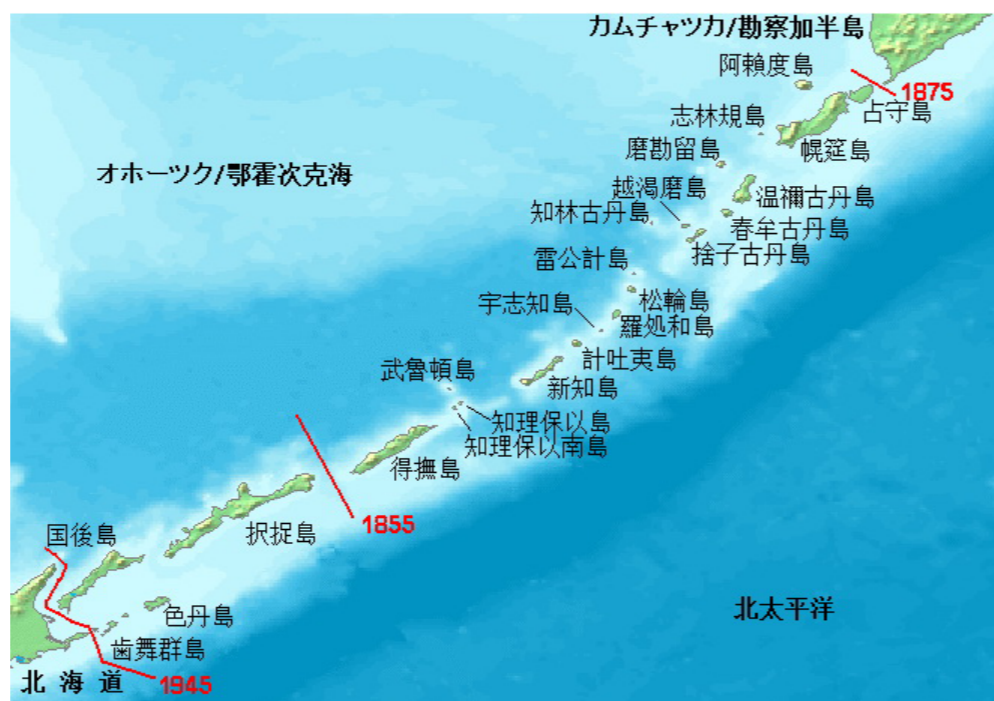 カムチャツカ/勘察加半島
阿頼度島
1875
占守島
志林規島
幌筵島
磨勘留島
オホーツク/鄂霍次克海
越渇磨島
温禰古丹島
知林古丹島
春牟古丹島
捨子古丹島
雷公計島
松輪島
宇志知島
羅処和島
計吐夷島
武魯頓島
新知島
知理保以島
知理保以南島
得撫島
1855
択捉島
国後島
色丹島
北太平洋
歯舞群島
北海道
1945